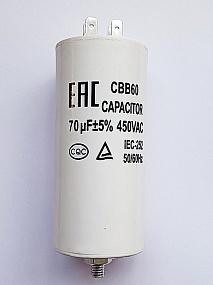 EAC
CBB60
CAPACITOR
70 µF±5% 450VAC
CQC
IEC-252
50/60Hz